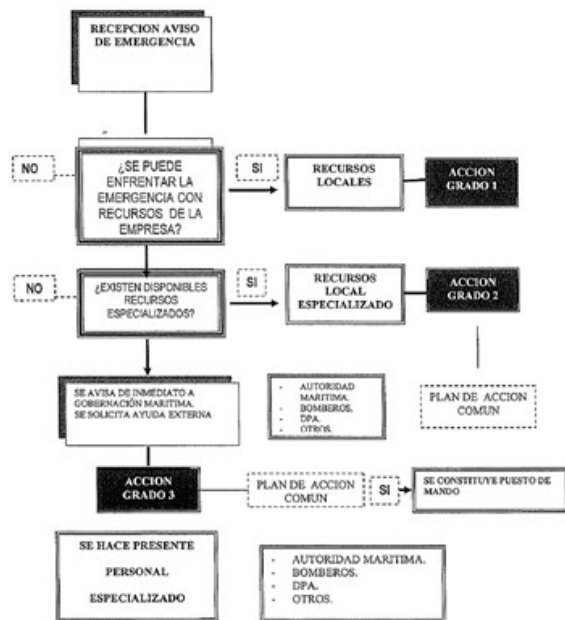 RECEPCION AVISO
DE EMERGENCIA
NO
¿SE PUEDE
ENFRENTAR LA
EMERGENCIA CON
RECURSOS DE LA
EMPRESA?
SI
RECURSOS
LOCALES
ACCION
GRADO 1
NO
¿EXISTEN DISPONIBLES
RECURSOS
ESPECIALIZADOS?
SI
RECURSOS
LOCAL
ESPECIALIZADO
ACCION
GRADO 2
SE AVISA DE INMEDIATO A
GOBERNACIÓN MARITIMA.
SE SOLICITA AYUDA EXTERNA
- AUTORIDAD
MARITIMA.
- BOMBEROS.
- DPA.
- OTROS.
PLAN DE ACCION
COMUN
ACCION
GRADO 3
PLAN DE ACCION
COMUN
SI
SE CONSTITUYE PUESTO DE
MANDO
SE HACE PRESENTE
PERSONAL
ESPECIALIZADO
- AUTORIDAD MARITIMA.
- BOMBEROS.
- DPA.
- OTROS.